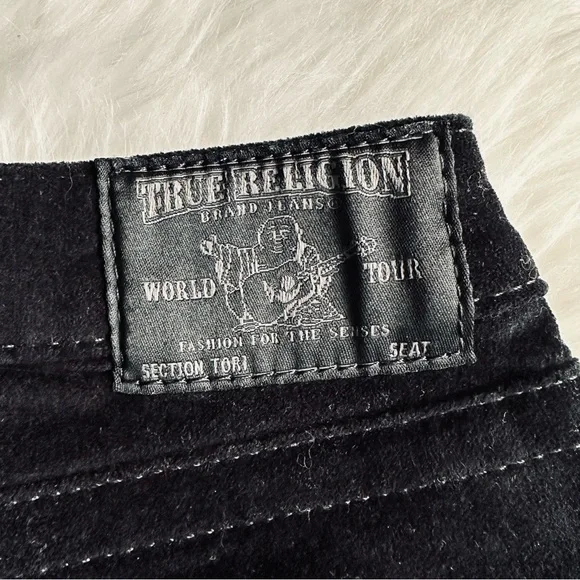 TRUE RELIGION
BRAND JEANS
WORLD TOUR
FASHION FOR THE SENSES
SECTION TORI SEAT